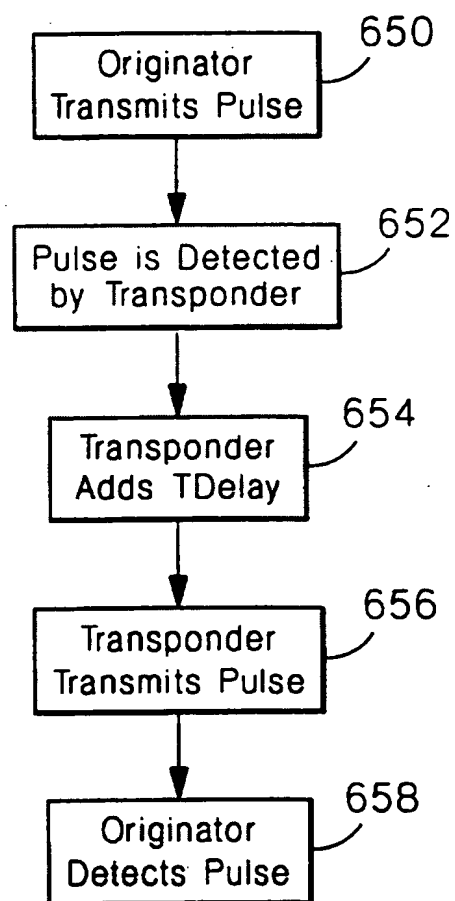 650
Originator
Transmits Pulse
652
Pulse is Detected
by Transponder
654
Transponder
Adds TDelay
656
Transponder
Transmits Pulse
658
Originator
Detects Pulse